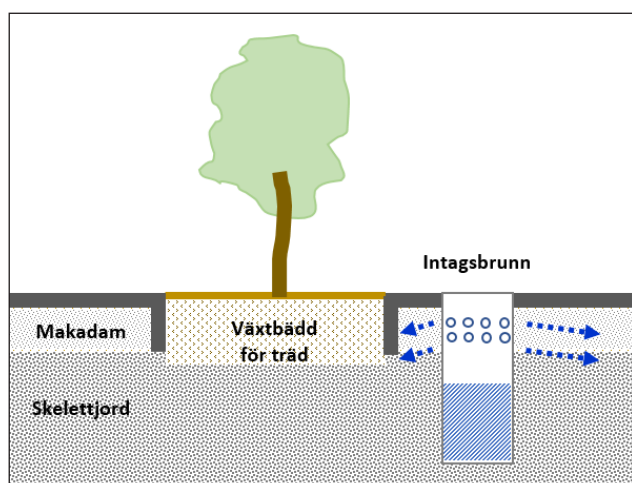 Intagsbrunn
Makadam
Växtbädd
för träd
Skelettjord